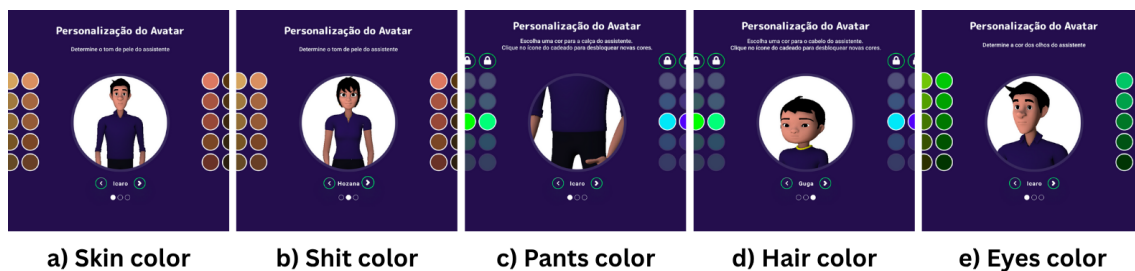 Personalização do Avatar
Determine o tom de pele do assistente
Icaro
a) Skin color
Personalização do Avatar
Determine o tom de pele do assistente
Hozana
b) Shit color
Personalização do Avatar
Escolha uma cor para a calça do assistente.
Clique no ícone do cadeado para desbloquear novas cores.
Icaro
c) Pants color
Personalização do Avatar
Escolha uma cor para o cabelo do assistente.
Clique no ícone do cadeado para desbloquear novas cores.
Guga
d) Hair color
Personalização do Avatar
Determine a cor dos olhos do assistente
Icaro
e) Eyes color